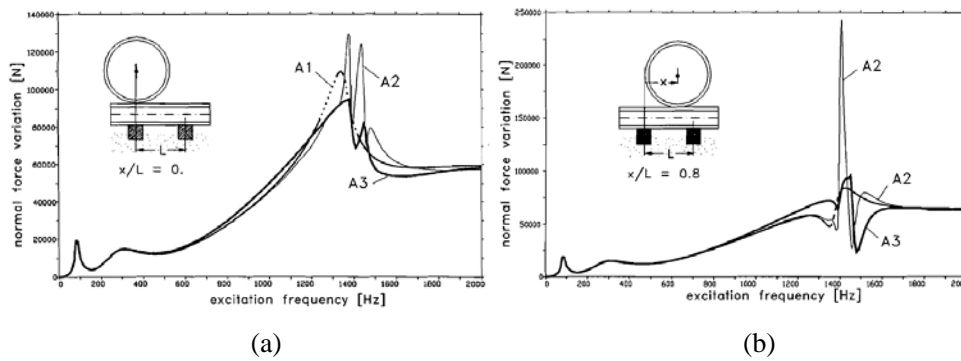 normal force variation [N]
140000
120000
100000
80000
60000
40000
20000
0
A1
A2
A3
x
L
x/L = 0.
0 200 400 600 800 1000 1200 1400 1600 1800 2000
excitation frequency [Hz]
(a)
normal force variation [N]
250000
200000
150000
100000
50000
0
A2
A2
A3
x
L
x/L = 0.8
0 200 400 600 800 1000 1200 1400 1600 1800 2000
excitation frequency [Hz]
(b)